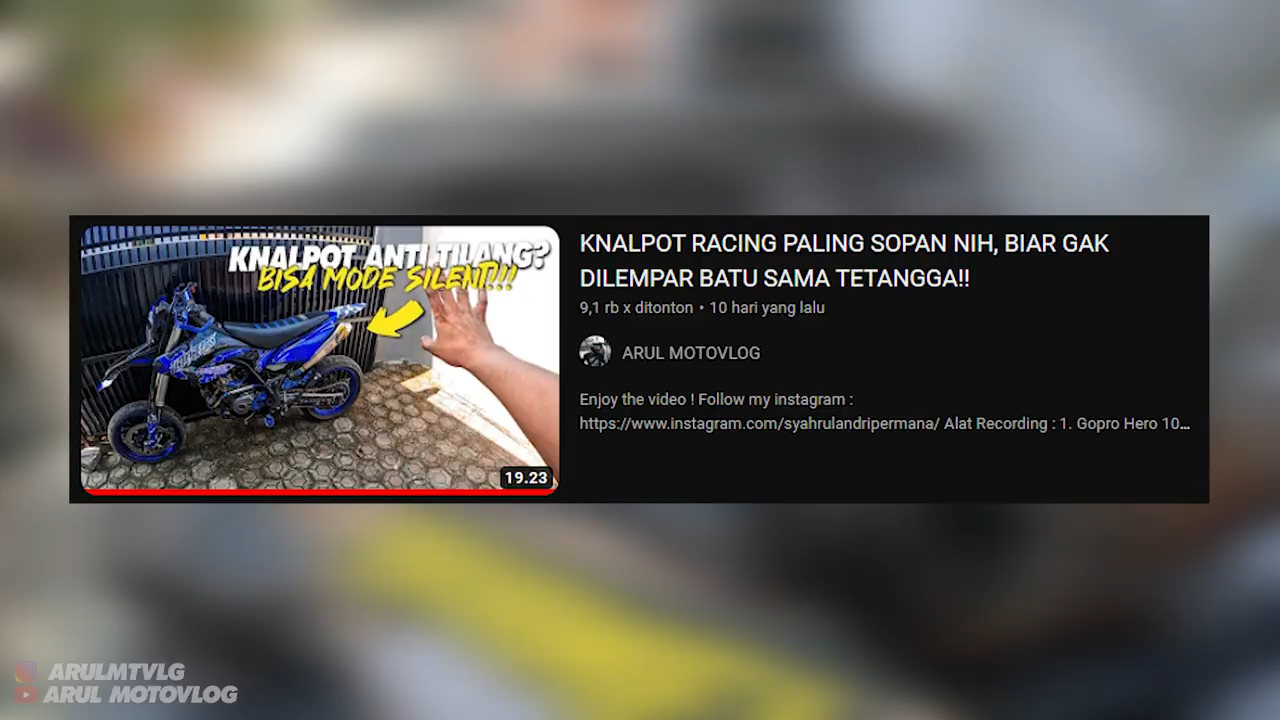 KNALPOT ANTI TILANG?
BISA MODE SILENT!!!
19.23
KNALPOT RACING PALING SOPAN NIH, BIAR GAK
DILEMPAR BATU SAMA TETANGGA!!
9,1 rb x ditonton • 10 hari yang lalu
ARUL MOTOVLOG
Enjoy the video ! Follow my instagram :
https://www.instagram.com/syahrulandripermana/ Alat Recording : 1. Gopro Hero 10...
ARULMTVLG
ARUL MOTOVLOG